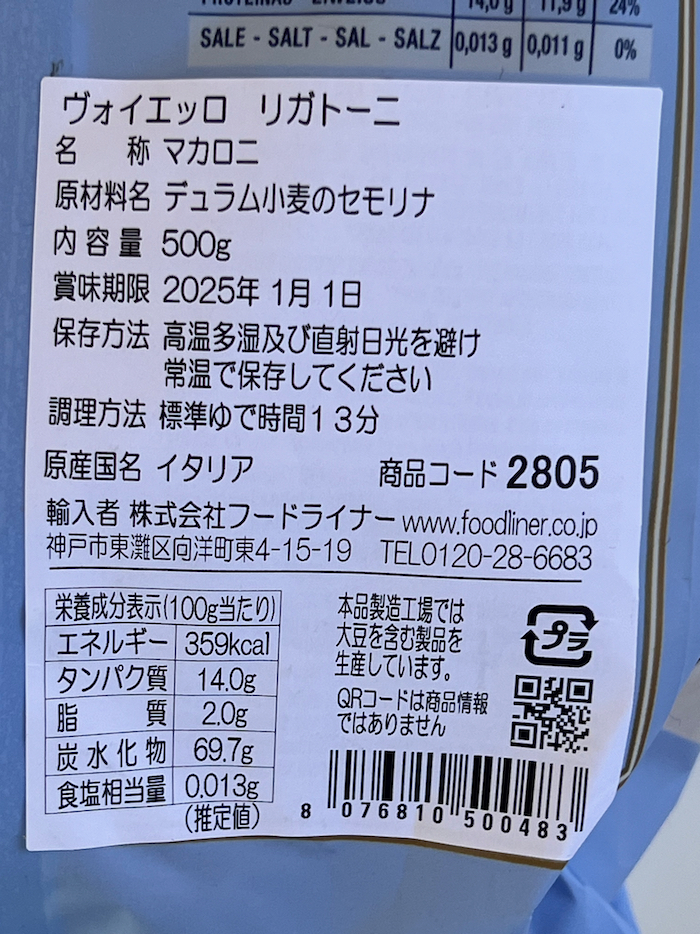 PROTEINAS - EIWEISS 14,0 g 11,9 g 24%
SALE - SALT - SAL - SALZ 0,013 g 0,011 g 0%
ヴォイエッロ リガトーニ
名 称 マカロニ
原材料名 デュラム小麦のセモリナ
内容量 500g
賞味期限 2025年 1月 1日
保存方法 高温多湿及び直射日光を避け
常温で保存してください
調理方法 標準ゆで時間13分
原産国名 イタリア 商品コード 2805
輸入者 株式会社フードライナー www.foodliner.co.jp
神戸市東灘区向洋町東4-15-19 TEL0120-28-6683
栄養成分表示(100g当たり)
エネルギー 359kcal
タンパク質 14.0g
脂 質 2.0g
炭水化物 69.7g
食塩相当量 0.013g
(推定値)
本品製造工場では
大豆を含む製品を
生産しています。
QRコードは商品情報
ではありません
プラ
8 076810 500483